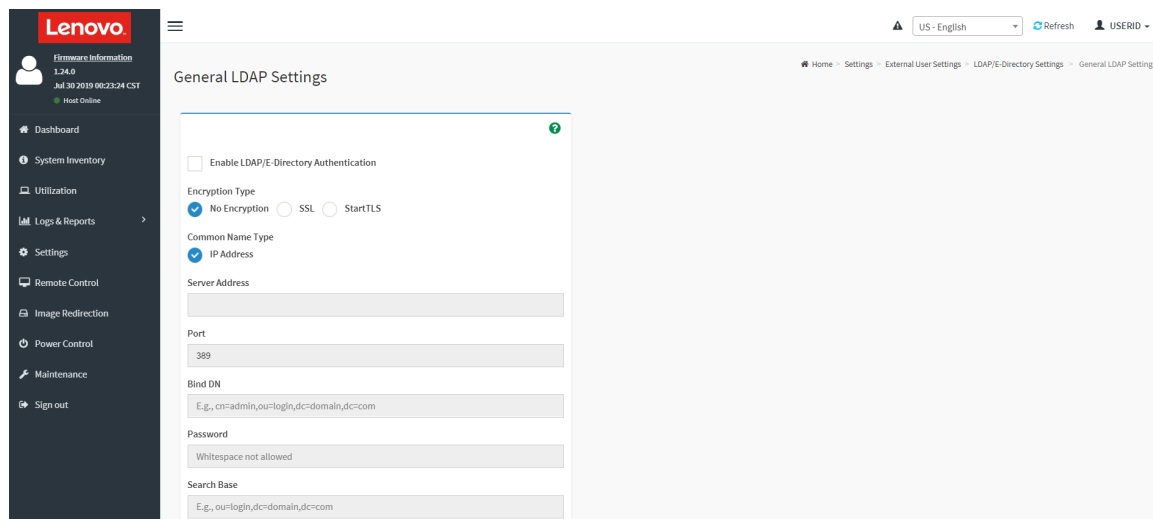 Lenovo.
US - English
Refresh
USERID
Firmware Information
1.24.0
Jul 30 2019 00:23:24 CST
Host Online
Home > Settings > External User Settings > LDAP/E-Directory Settings > General LDAP Setting
General LDAP Settings
Dashboard
System Inventory
Utilization
Logs & Reports
Settings
Remote Control
Image Redirection
Power Control
Maintenance
Sign out
Enable LDAP/E-Directory Authentication
Encryption Type
No Encryption SSL StartTLS
Common Name Type
IP Address
Server Address
Port
389
Bind DN
E.g., cn=admin,ou=login,dc=domain,dc=com
Password
Whitespace not allowed
Search Base
E.g., ou=login,dc=domain,dc=com